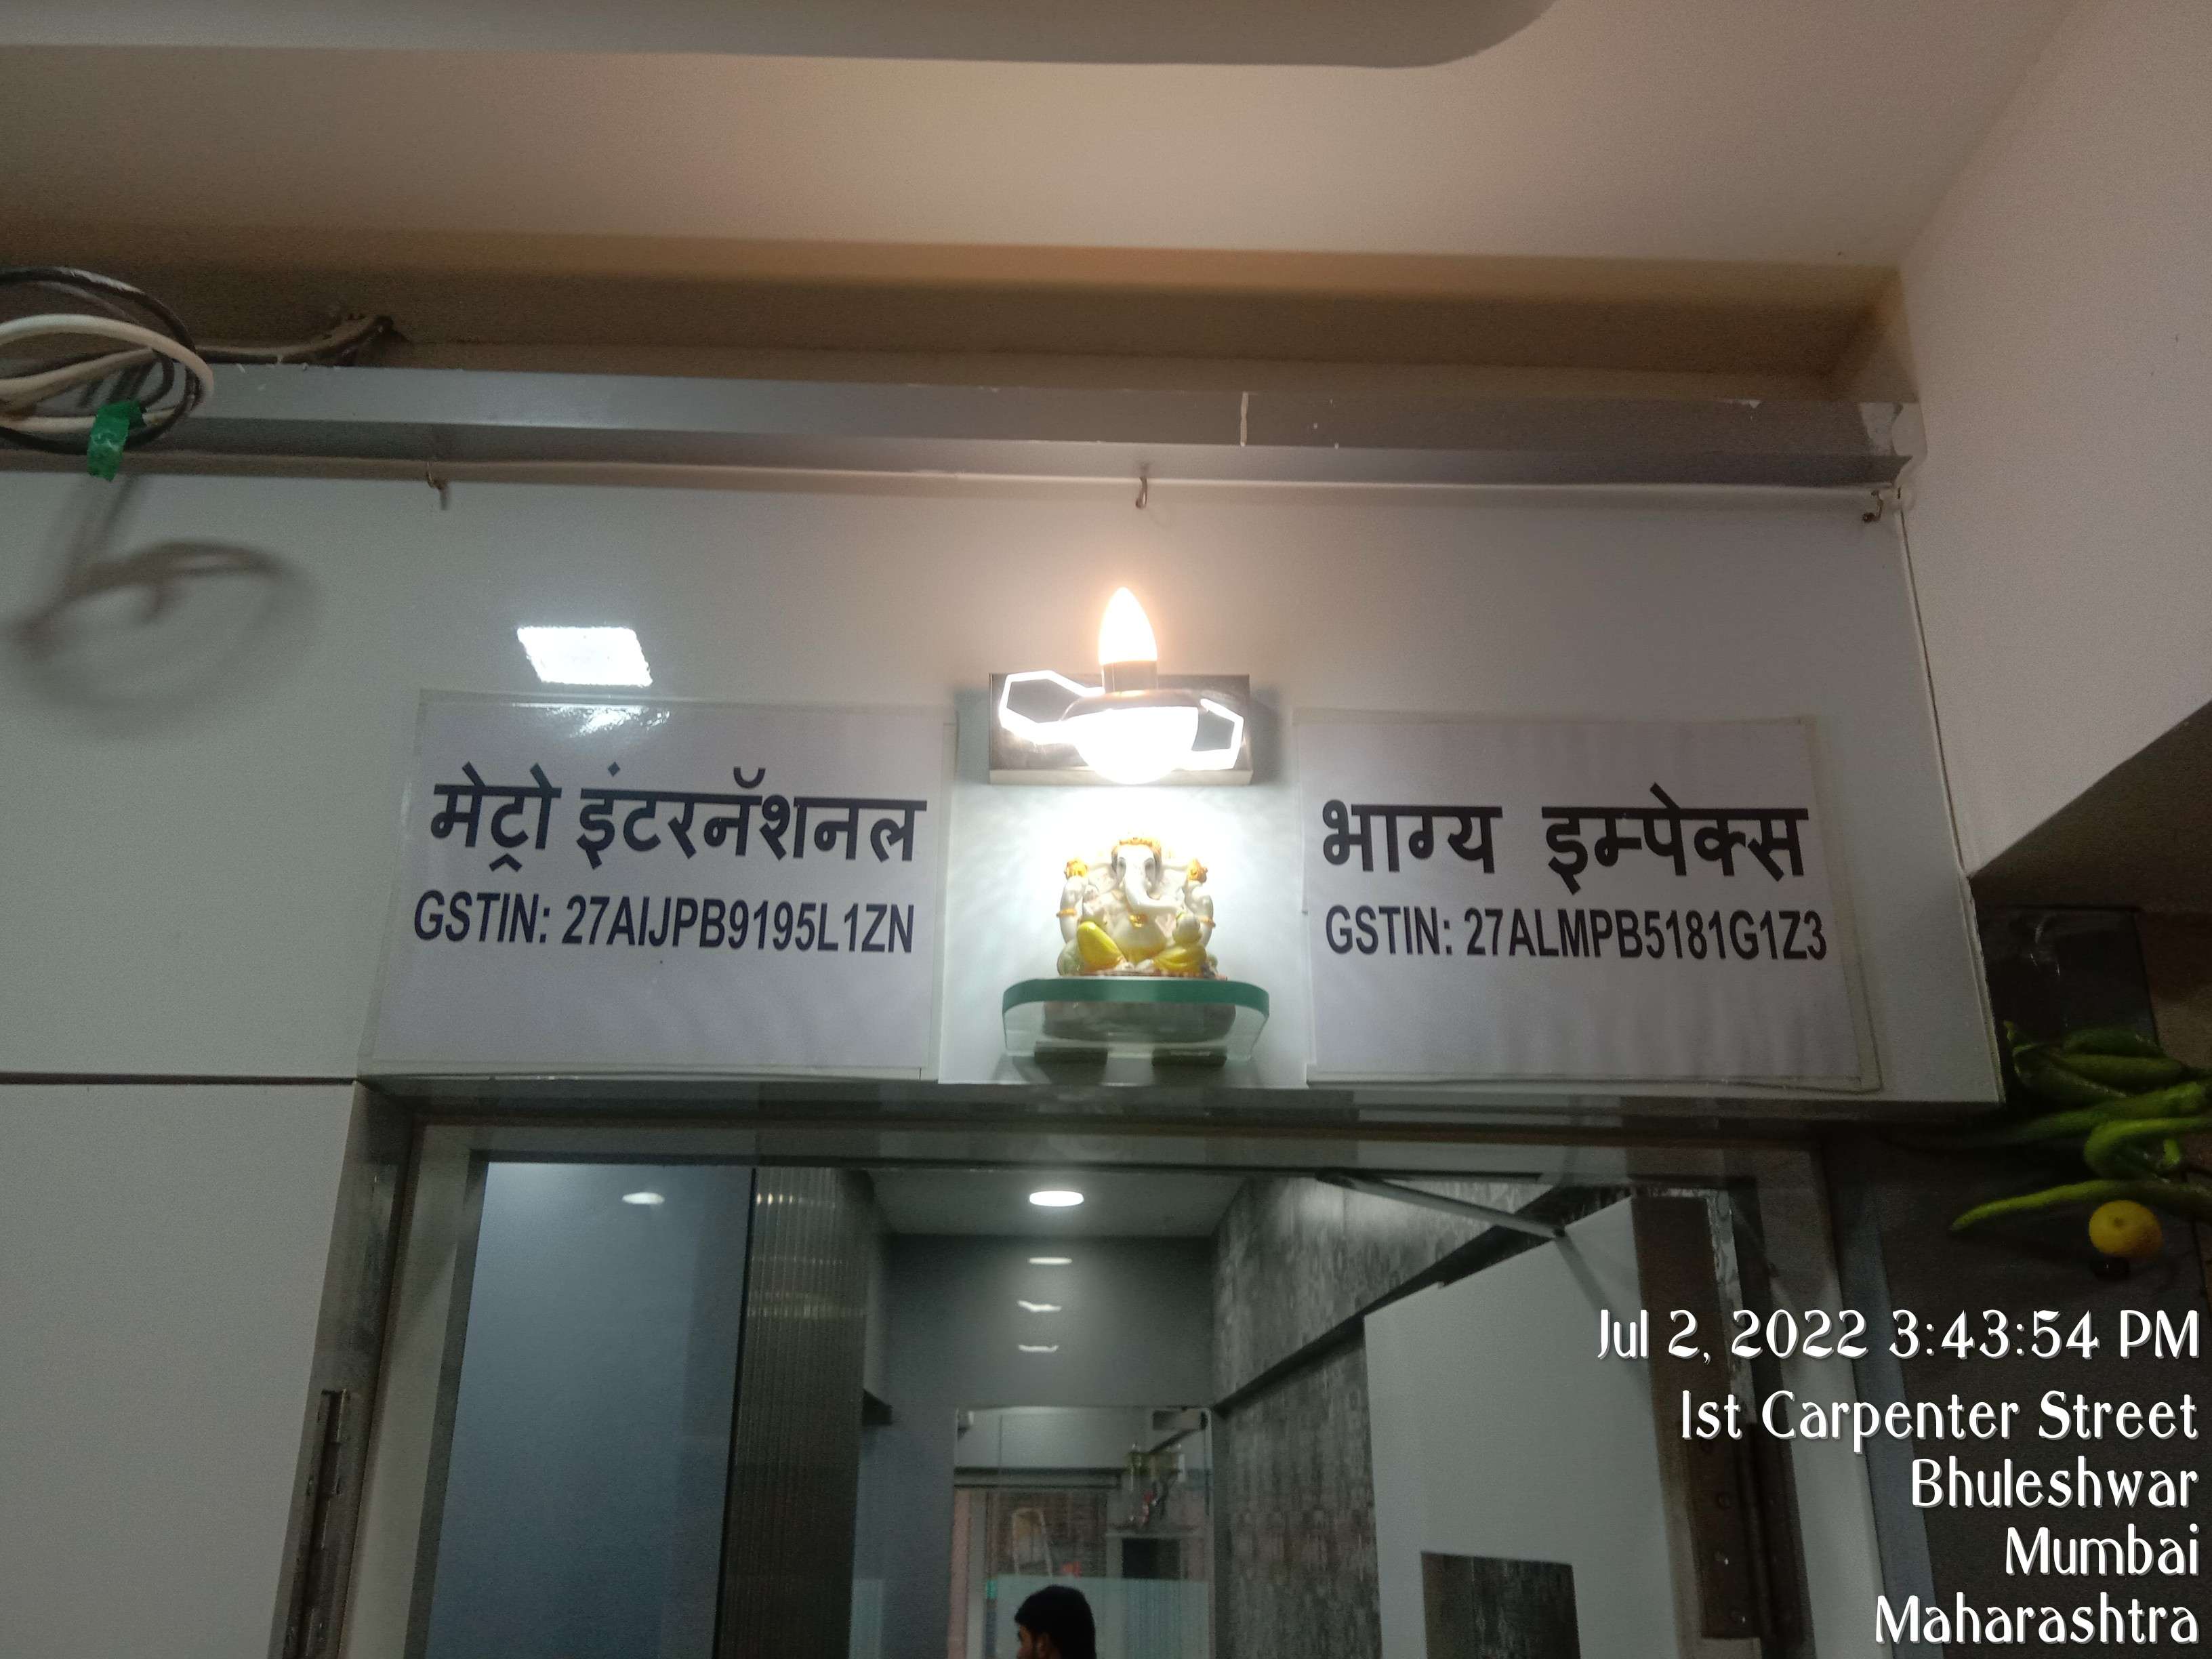 मेट्रो इंटरनॅशनल
GSTIN: 27AIJPB9195L1ZN
भाग्य इम्पेक्स
GSTIN: 27ALMPB5181G1Z3
Jul 2, 2022 3:43:54 PM
1st Carpenter Street
Bhuleshwar
Mumbai
Maharashtra